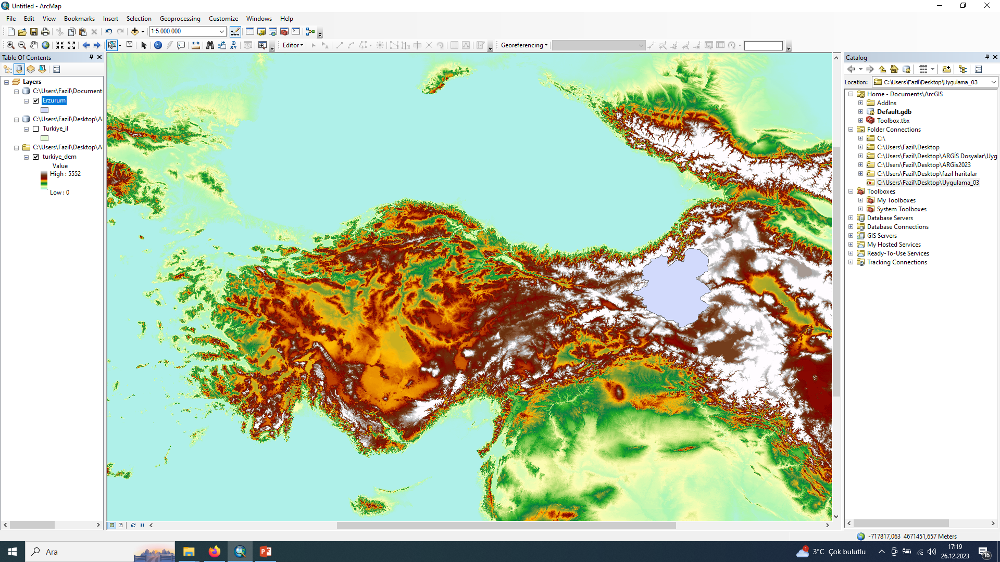 Untitled - ArcMap
File Edit View Bookmarks Insert Selection Geoprocessing Customize Windows Help
1:5.000.000
Editor Georeferencing
Table Of Contents
Layers
C:\Users\Fazil\Document
Erzurum
C:\Users\Fazil\Desktop\A
Turkiye_il
C:\Users\Fazil\Desktop\A
turkiye_dem
Value
High : 5552
Low : 0
Catalog
Location: C:\Users\Fazil\Desktop\Uygulama_03
Home - Documents\ArcGIS
AddIns
Default.gdb
Toolbox.tbx
Folder Connections
C:\
C:\Users\Fazil\Desktop
C:\Users\Fazil\Desktop\ARGİS Dosyalar\Uyg
C:\Users\Fazil\Desktop\ARGis2023
C:\Users\Fazil\Desktop\fazıl haritalar
C:\Users\Fazil\Desktop\Uygulama_03
Toolboxes
My Toolboxes
System Toolboxes
Database Servers
Database Connections
GIS Servers
My Hosted Services
Ready-To-Use Services
Tracking Connections
-717817,063 4671451,657 Meters
Ara
1
3°C Çok bulutlu
17:19
26.12.2023
16